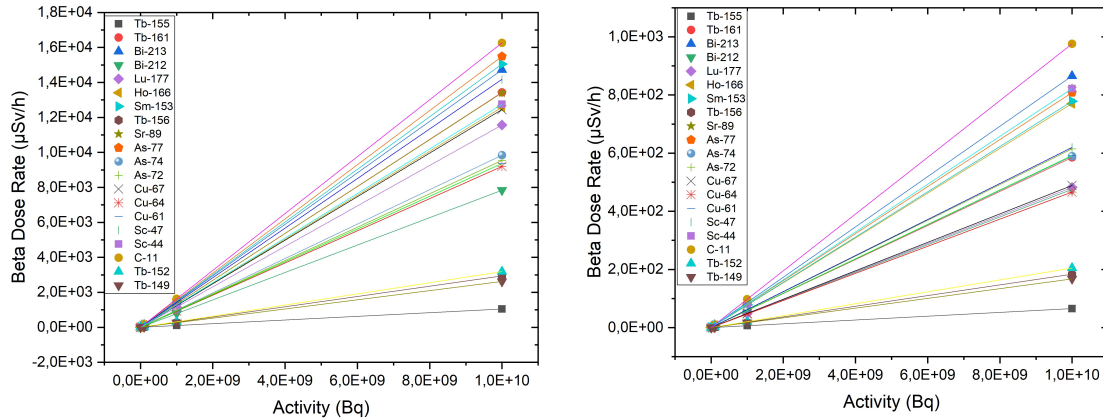 Beta Dose Rate (μSv/h)
1,8E+04
1,6E+04
1,4E+04
1,2E+04
1,0E+04
8,0E+03
6,0E+03
4,0E+03
2,0E+03
0,0E+00
-2,0E+03
Tb-155
Tb-161
Bi-213
Bi-212
Lu-177
Ho-166
Sm-153
Tb-156
Sr-89
As-77
As-74
As-72
Cu-67
Cu-64
Cu-61
Sc-47
Sc-44
C-11
Tb-152
Tb-149
0,0E+00 2,0E+09 4,0E+09 6,0E+09 8,0E+09 1,0E+10
Activity (Bq)
Beta Dose Rate (μSv/h)
1,0E+03
8,0E+02
6,0E+02
4,0E+02
2,0E+02
0,0E+00
Tb-155
Tb-161
Bi-213
Bi-212
Lu-177
Ho-166
Sm-153
Tb-156
Sr-89
As-77
As-74
As-72
Cu-67
Cu-64
Cu-61
Sc-47
Sc-44
C-11
Tb-152
Tb-149
0,0E+00 2,0E+09 4,0E+09 6,0E+09 8,0E+09 1,0E+10
Activity (Bq)